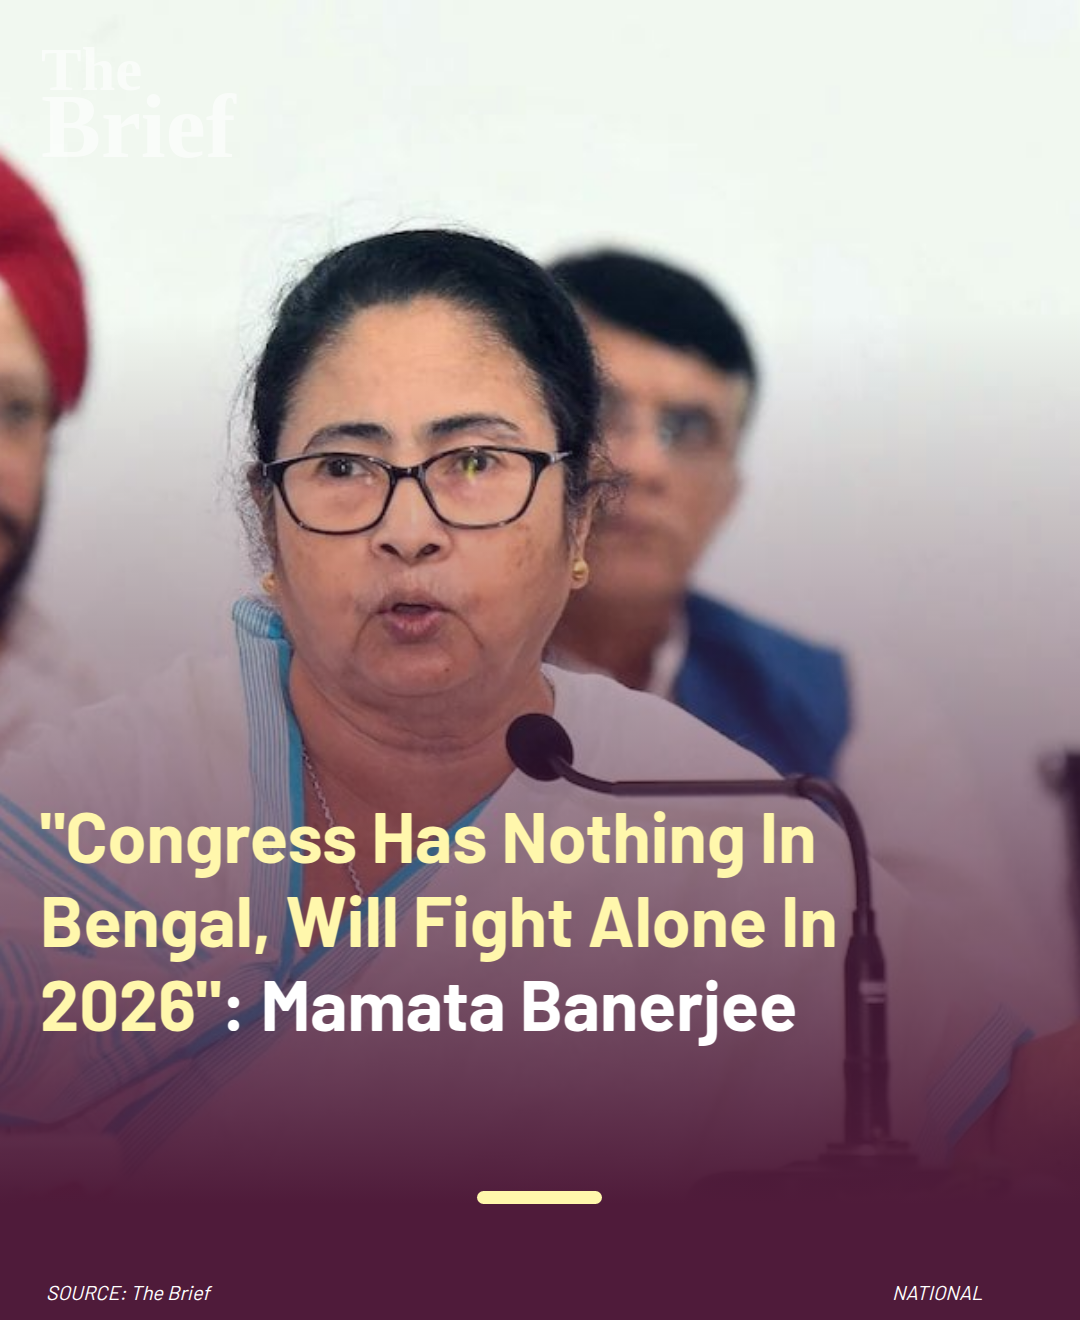 The
Brief
"Congress Has Nothing In
Bengal, Will Fight Alone In
2026": Mamata Banerjee
SOURCE: The Brief
NATIONAL